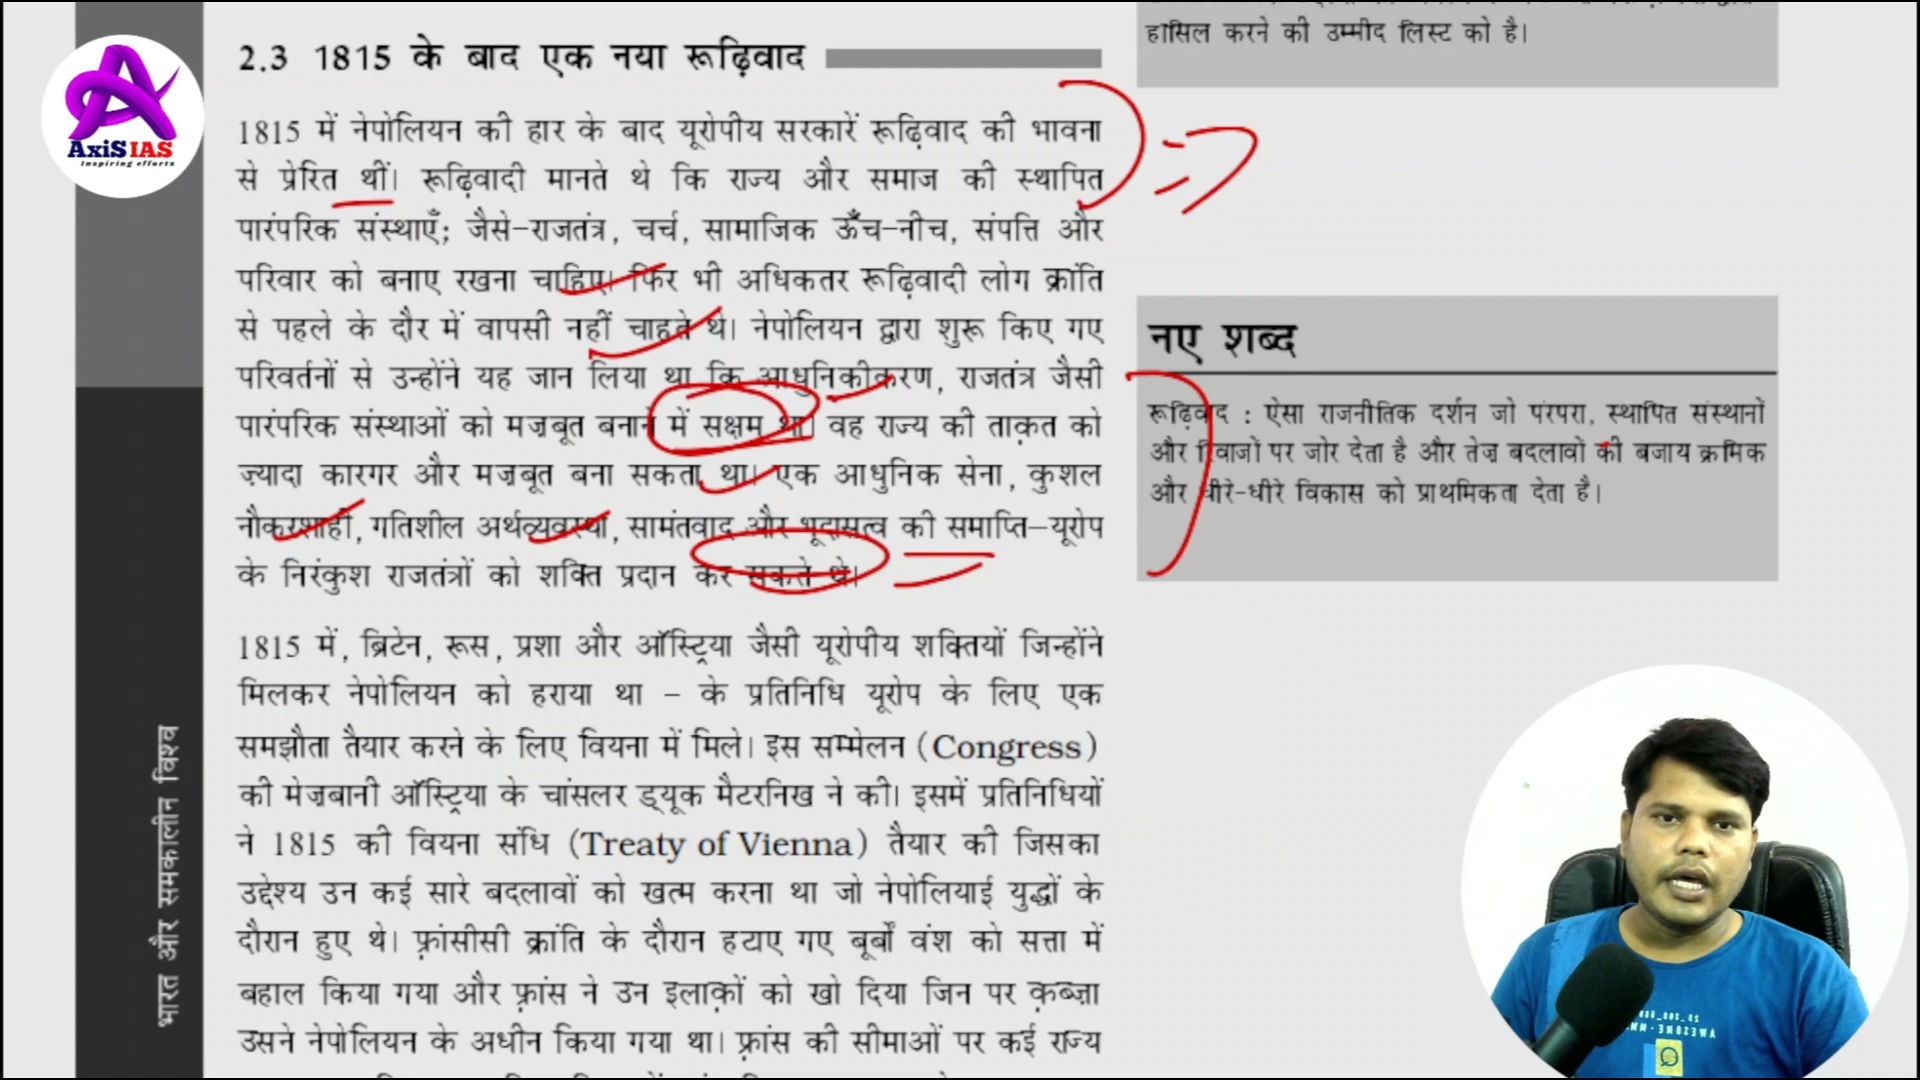 AxiS IAS
Inspiring efforts
2.3 1815 के बाद एक नया रूढ़िवाद
1815 में नेपोलियन की हार के बाद यूरोपीय सरकारें रूढ़िवाद की भावना
से प्रेरित थीं। रूढ़िवादी मानते थे कि राज्य और समाज की स्थापित
पारंपरिक संस्थाएँ; जैसे-राजतंत्र, चर्च, सामाजिक ऊँच-नीच, संपत्ति और
परिवार को बनाए रखना चाहिए। फिर भी अधिकतर रूढ़िवादी लोग क्रांति
से पहले के दौर में वापसी नहीं चाहते थे। नेपोलियन द्वारा शुरू किए गए
परिवर्तनों से उन्होंने यह जान लिया था कि आधुनिकीकरण, राजतंत्र जैसी
पारंपरिक संस्थाओं को मज़बूत बनाने में सक्षम था। वह राज्य की ताक़त को
ज़्यादा कारगर और मज़बूत बना सकता था। एक आधुनिक सेना, कुशल
नौकरशाही, गतिशील अर्थव्यवस्था, सामंतवाद और भूदासत्व की समाप्ति-यूरोप
के निरंकुश राजतंत्रों को शक्ति प्रदान कर सकते थे।
1815 में, ब्रिटेन, रूस, प्रशा और ऑस्ट्रिया जैसी यूरोपीय शक्तियों जिन्होंने
मिलकर नेपोलियन को हराया था – के प्रतिनिधि यूरोप के लिए एक
समझौता तैयार करने के लिए वियना में मिले। इस सम्मेलन (Congress)
की मेज़बानी ऑस्ट्रिया के चांसलर ड्यूक मैटरनिख ने की। इसमें प्रतिनिधियों
ने 1815 की वियना संधि (Treaty of Vienna) तैयार की जिसका
उद्देश्य उन कई सारे बदलावों को खत्म करना था जो नेपोलियाई युद्धों के
दौरान हुए थे। फ़्रांसीसी क्रांति के दौरान हटाए गए बूर्बों वंश को सत्ता में
बहाल किया गया और फ़्रांस ने उन इलाक़ों को खो दिया जिन पर क़ब्ज़ा
उसने नेपोलियन के अधीन किया गया था। फ़्रांस की सीमाओं पर कई राज्य
हासिल करने की उम्मीद लिस्ट को है।
नए शब्द
रूढ़िवाद : ऐसा राजनीतिक दर्शन जो परंपरा, स्थापित संस्थानों
और रिवाजों पर जोर देता है और तेज़ बदलावों की बजाय क्रमिक
और धीरे-धीरे विकास को प्राथमिकता देता है।
भारत और समकालीन विश्व